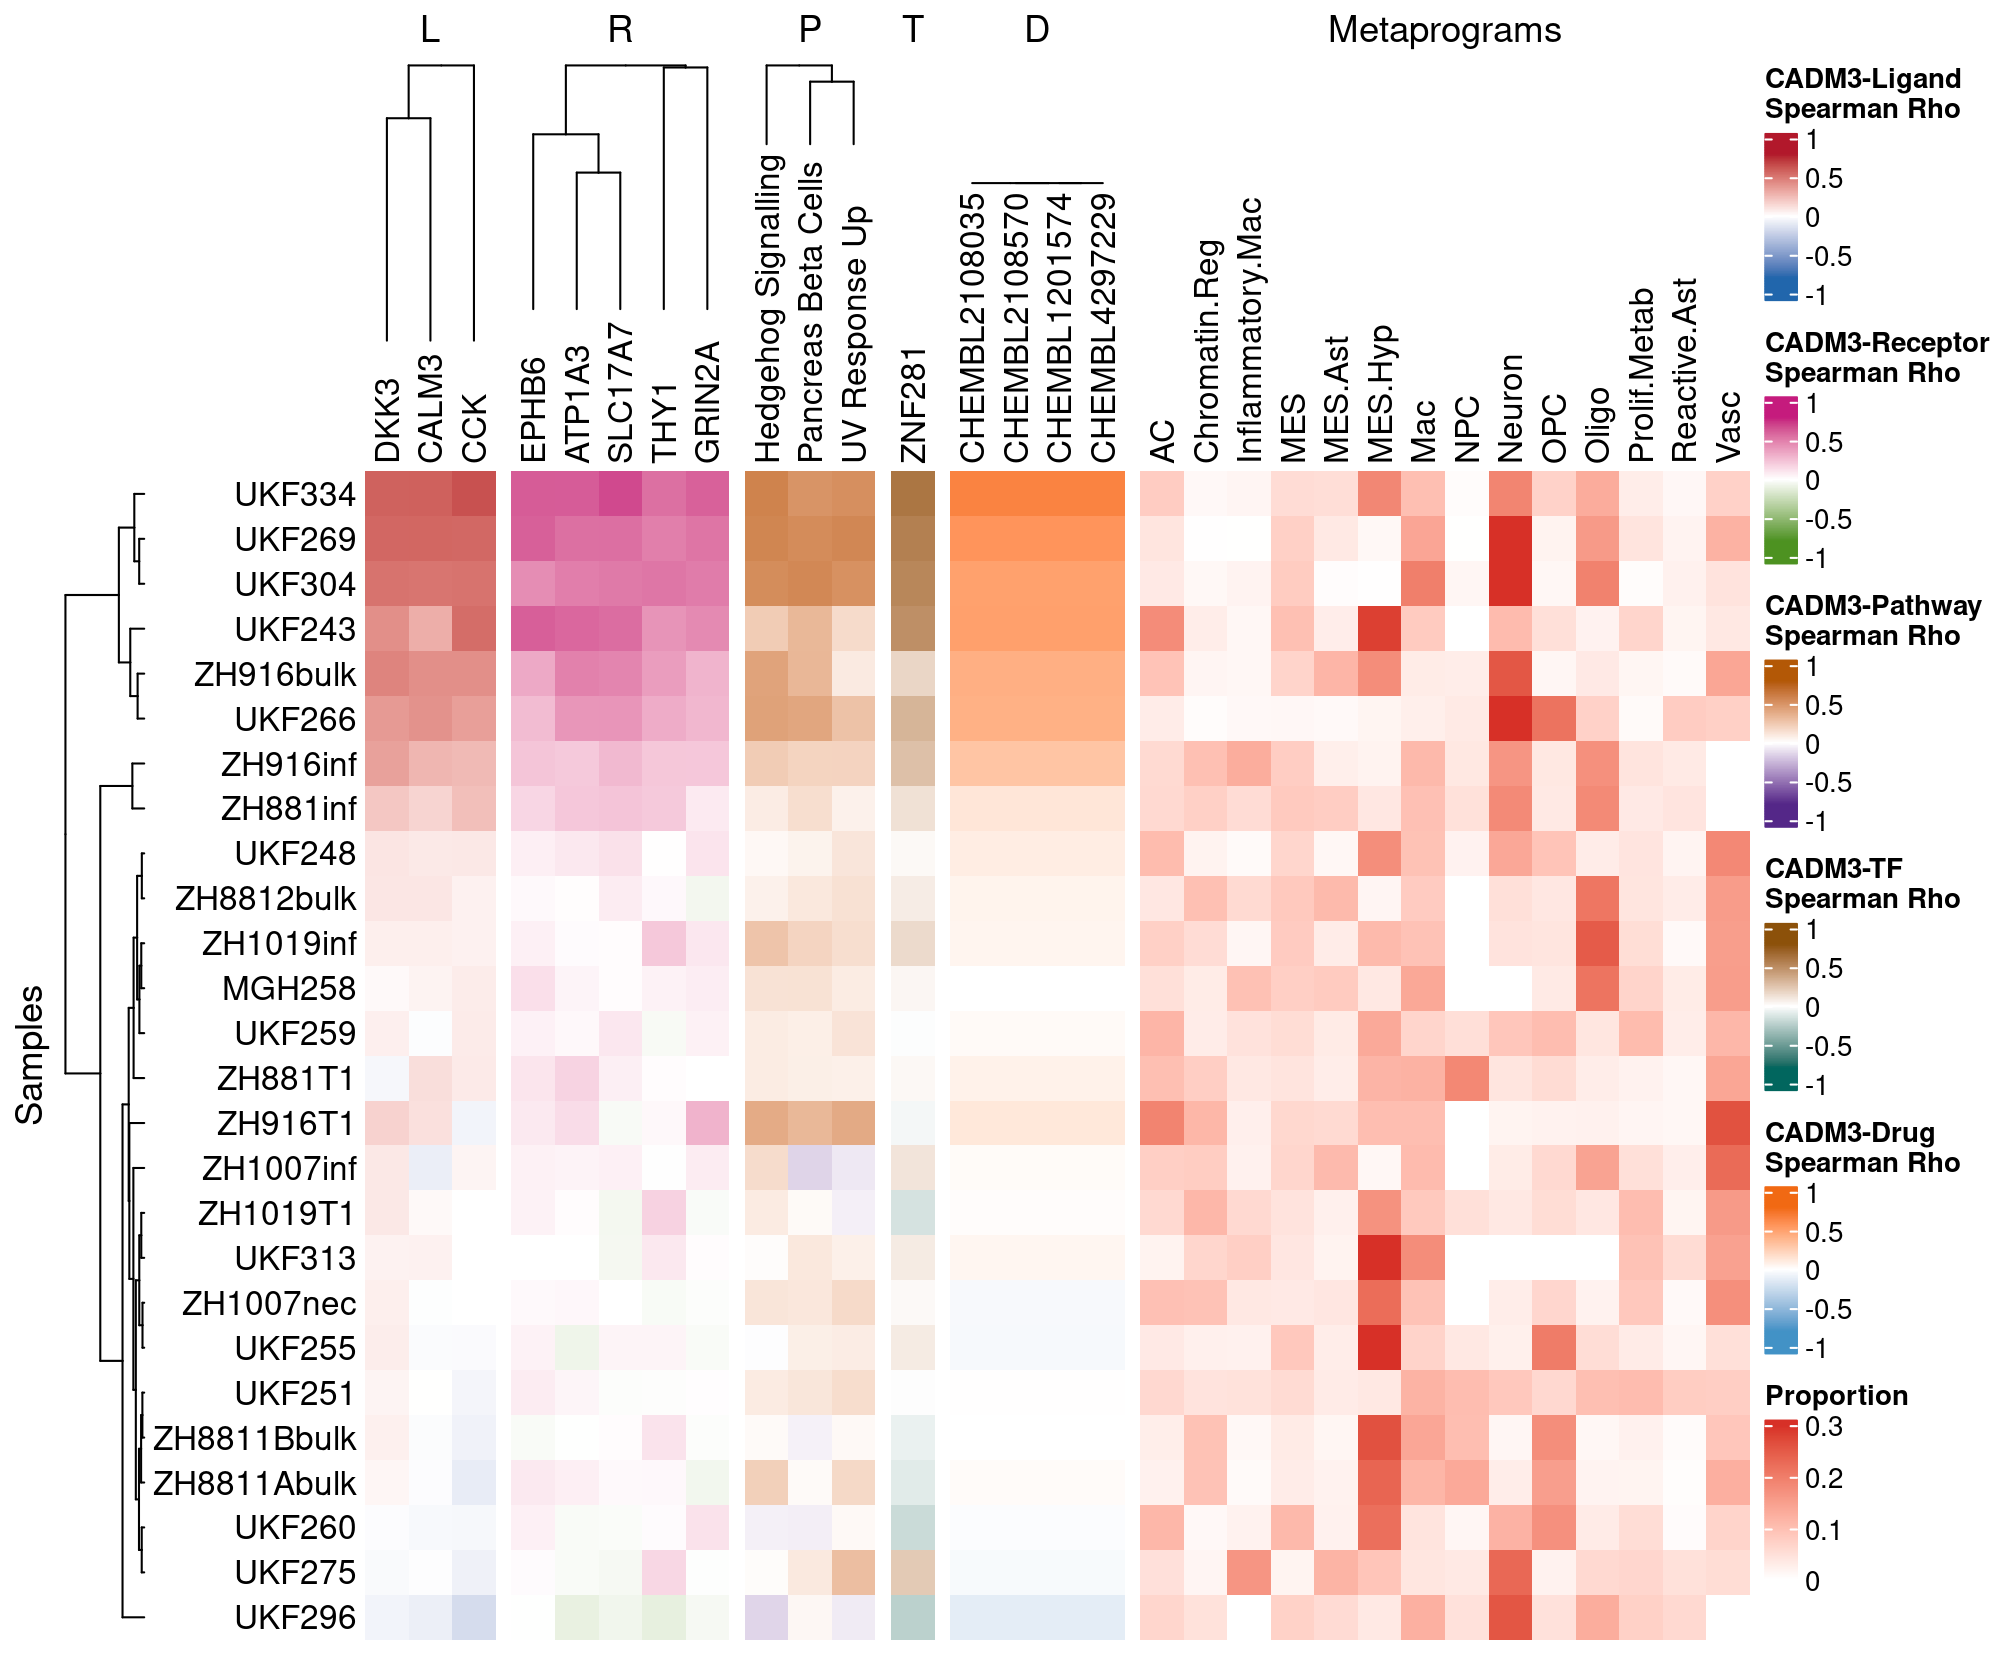 L
R
P
T
D
Metaprograms
DKK3
CALM3
CCK
EPHB6
ATP1A3
SLC17A7
THY1
GRIN2A
Hedgehog Signalling
Pancreas Beta Cells
UV Response Up
ZNF281
CHEMBL2108035
CHEMBL2108570
CHEMBL1201574
CHEMBL4297229
AC
Chromatin.Reg
Inflammatory.Mac
MES
MES.Ast
MES.Hyp
Mac
NPC
Neuron
OPC
Oligo
Prolif.Metab
Reactive.Ast
Vasc
Samples
UKF334
UKF269
UKF304
UKF243
ZH916bulk
UKF266
ZH916inf
ZH881inf
UKF248
ZH8812bulk
ZH1019inf
MGH258
UKF259
ZH881T1
ZH916T1
ZH1007inf
ZH1019T1
UKF313
ZH1007nec
UKF255
UKF251
ZH8811Bbulk
ZH8811Abulk
UKF260
UKF275
UKF296
CADM3-Ligand
Spearman Rho
1
0.5
0
-0.5
-1
CADM3-Receptor
Spearman Rho
1
0.5
0
-0.5
-1
CADM3-Pathway
Spearman Rho
1
0.5
0
-0.5
-1
CADM3-TF
Spearman Rho
1
0.5
0
-0.5
-1
CADM3-Drug
Spearman Rho
1
0.5
0
-0.5
-1
Proportion
0.3
0.2
0.1
0